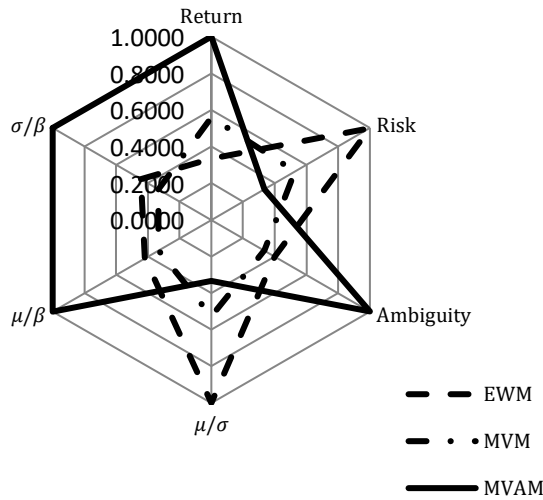 Return
1.0000
0.8000
0.6000
0.4000
0.2000
0.0000
σ/β
Risk
μ/β
Ambiguity
μ/σ
EWM
MVM
MVAM